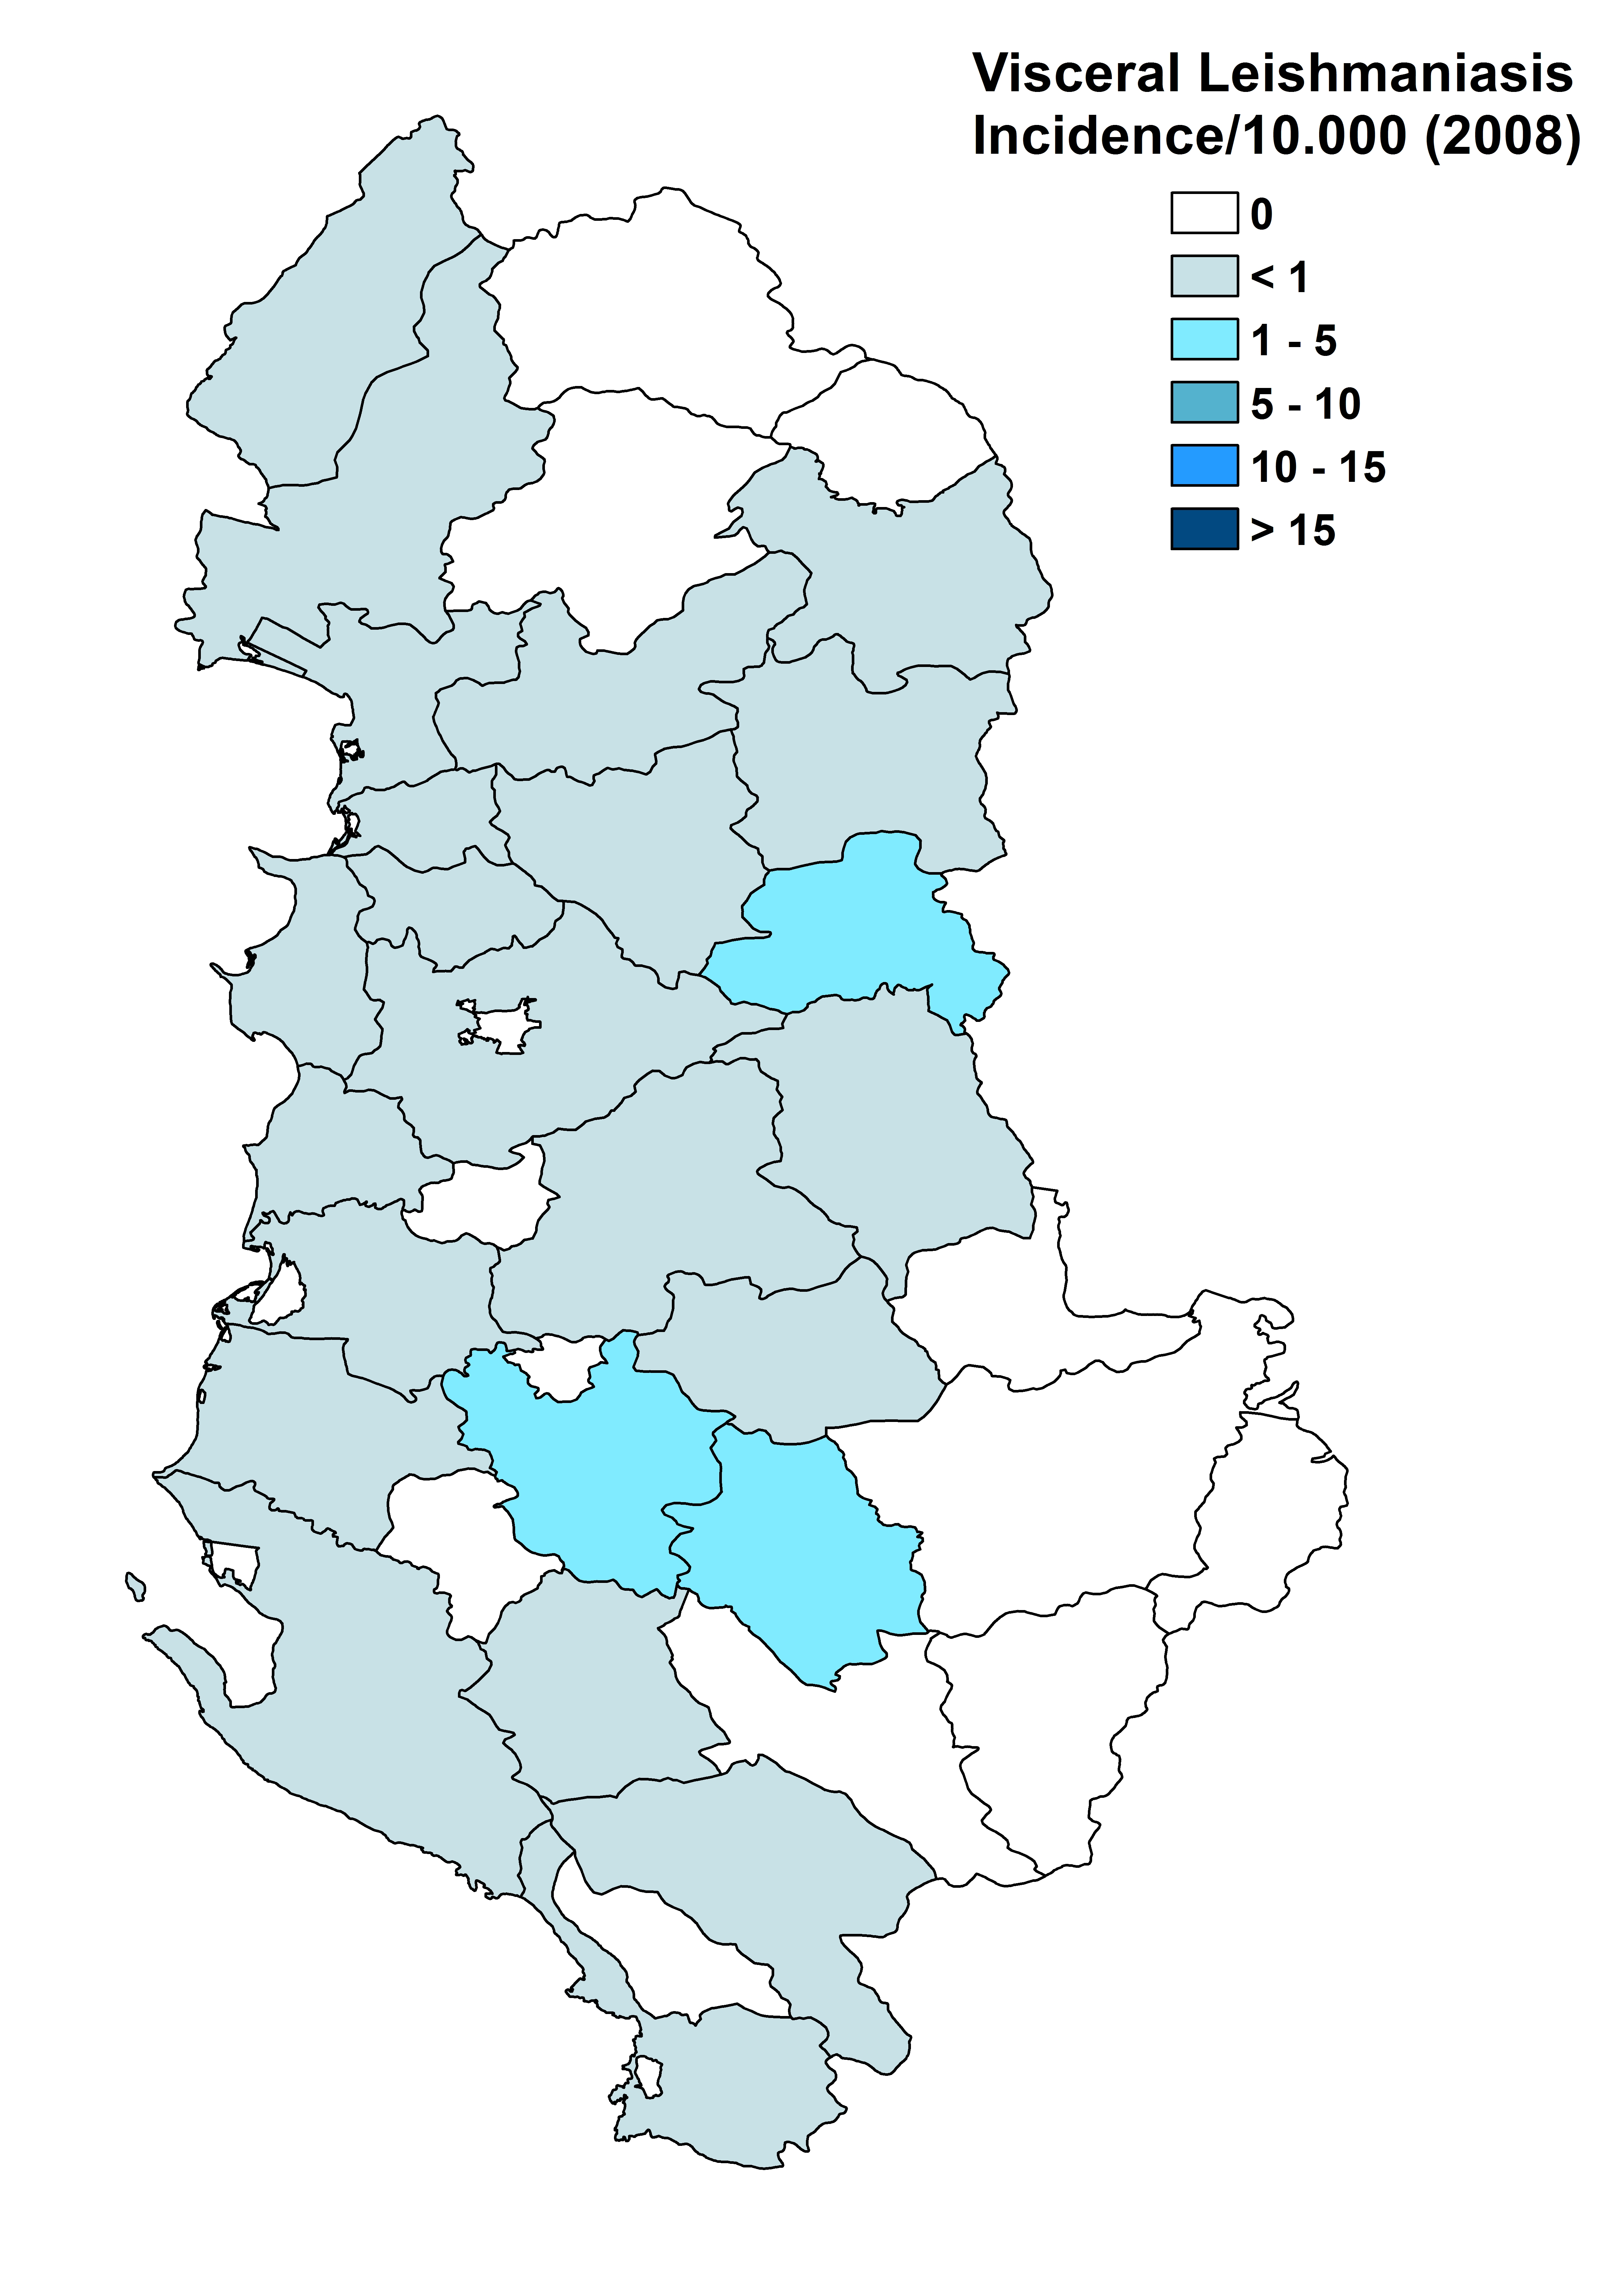 Visceral Leishmaniasis
Incidence/10.000 (2008)
0
< 1
1 - 5
5 - 10
10 - 15
> 15